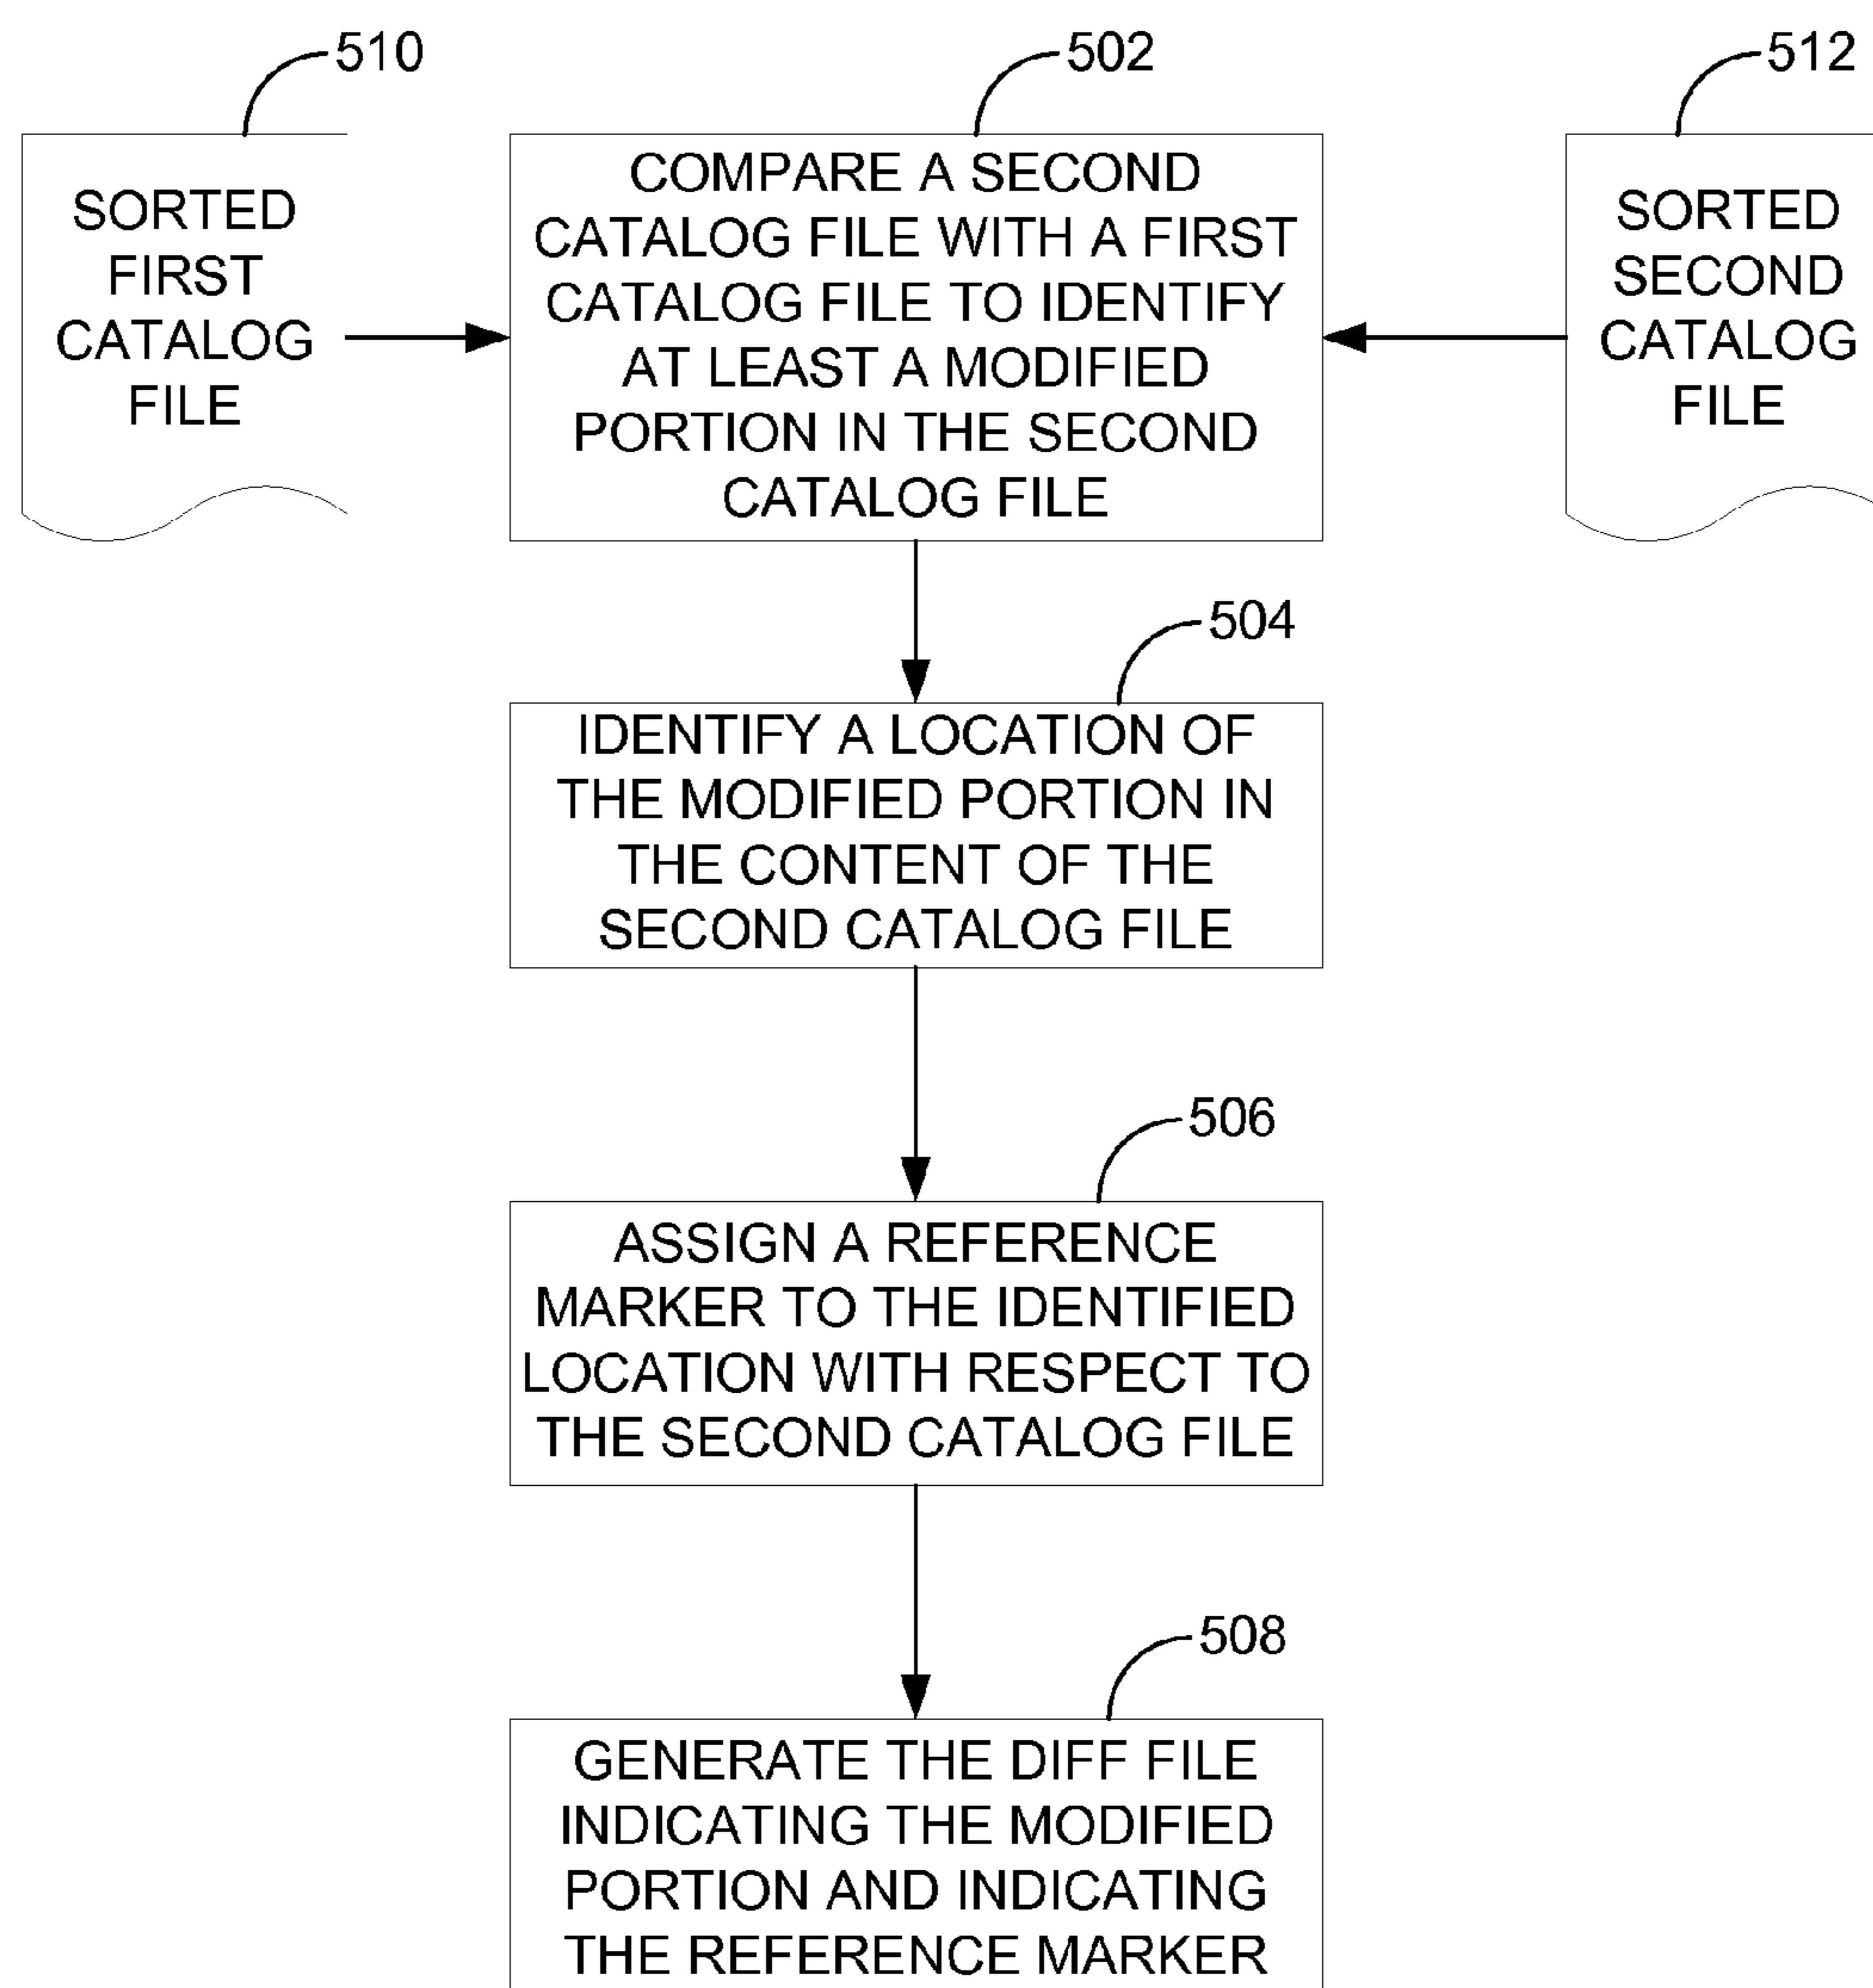 510
502
512
SORTED
FIRST
CATALOG
FILE
COMPARE A SECOND
CATALOG FILE WITH A FIRST
CATALOG FILE TO IDENTIFY
AT LEAST A MODIFIED
PORTION IN THE SECOND
CATALOG FILE
SORTED
SECOND
CATALOG
FILE
504
IDENTIFY A LOCATION OF
THE MODIFIED PORTION IN
THE CONTENT OF THE
SECOND CATALOG FILE
506
ASSIGN A REFERENCE
MARKER TO THE IDENTIFIED
LOCATION WITH RESPECT TO
THE SECOND CATALOG FILE
508
GENERATE THE DIFF FILE
INDICATING THE MODIFIED
PORTION AND INDICATING
THE REFERENCE MARKER